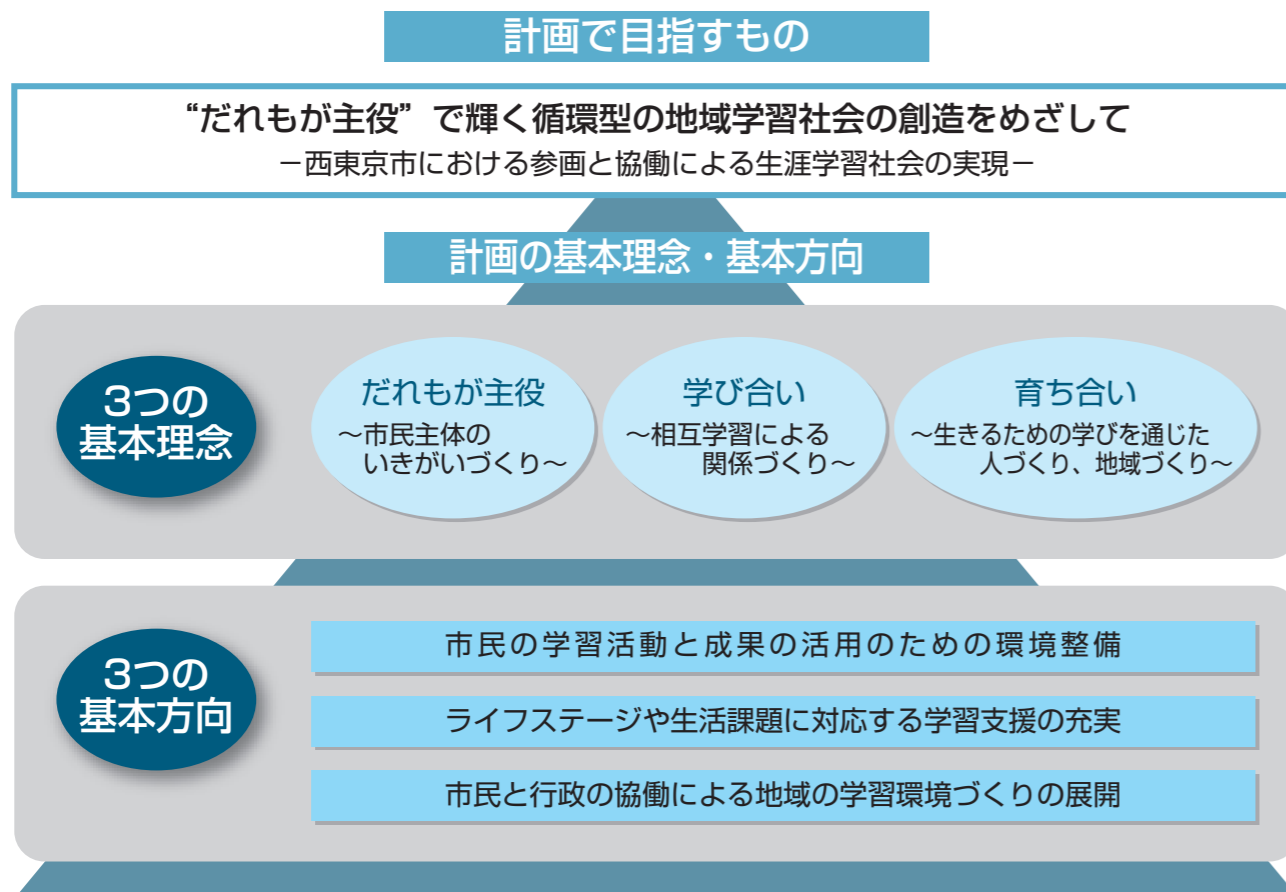 計画で目指すもの
“だれもが主役”で輝く循環型の地域学習社会の創造をめざして
－西東京市における参画と協働による生涯学習社会の実現－
計画の基本理念・基本方向
3つの
基本理念
だれもが主役
～市民主体の
いきがいづくり～
学び合い
～相互学習による
関係づくり～
育ち合い
～生きるための学びを通じた
人づくり、地域づくり～
3つの
基本方向
市民の学習活動と成果の活用のための環境整備
ライフステージや生活課題に対応する学習支援の充実
市民と行政の協働による地域の学習環境づくりの展開